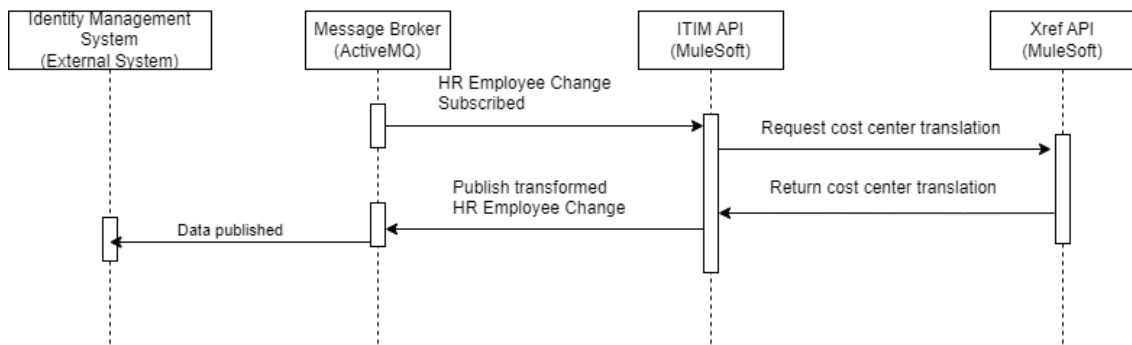 Identity Management
System
(External System)
Message Broker
(ActiveMQ)
ITIM API
(MuleSoft)
Xref API
(MuleSoft)
HR Employee Change
Subscribed
Request cost center translation
Publish transformed
HR Employee Change
Return cost center translation
Data published